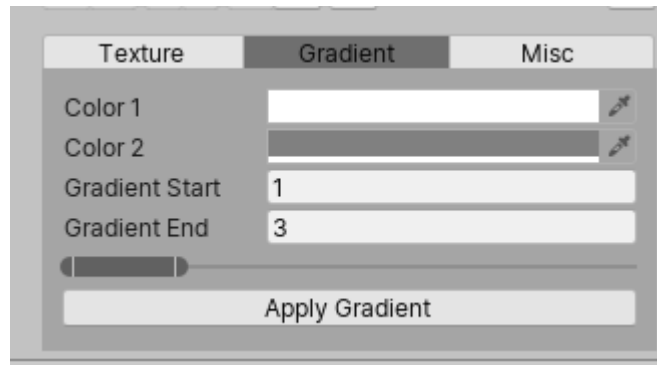 Texture Gradient Misc
Color 1
Color 2
Gradient Start 1
Gradient End 3
Apply Gradient